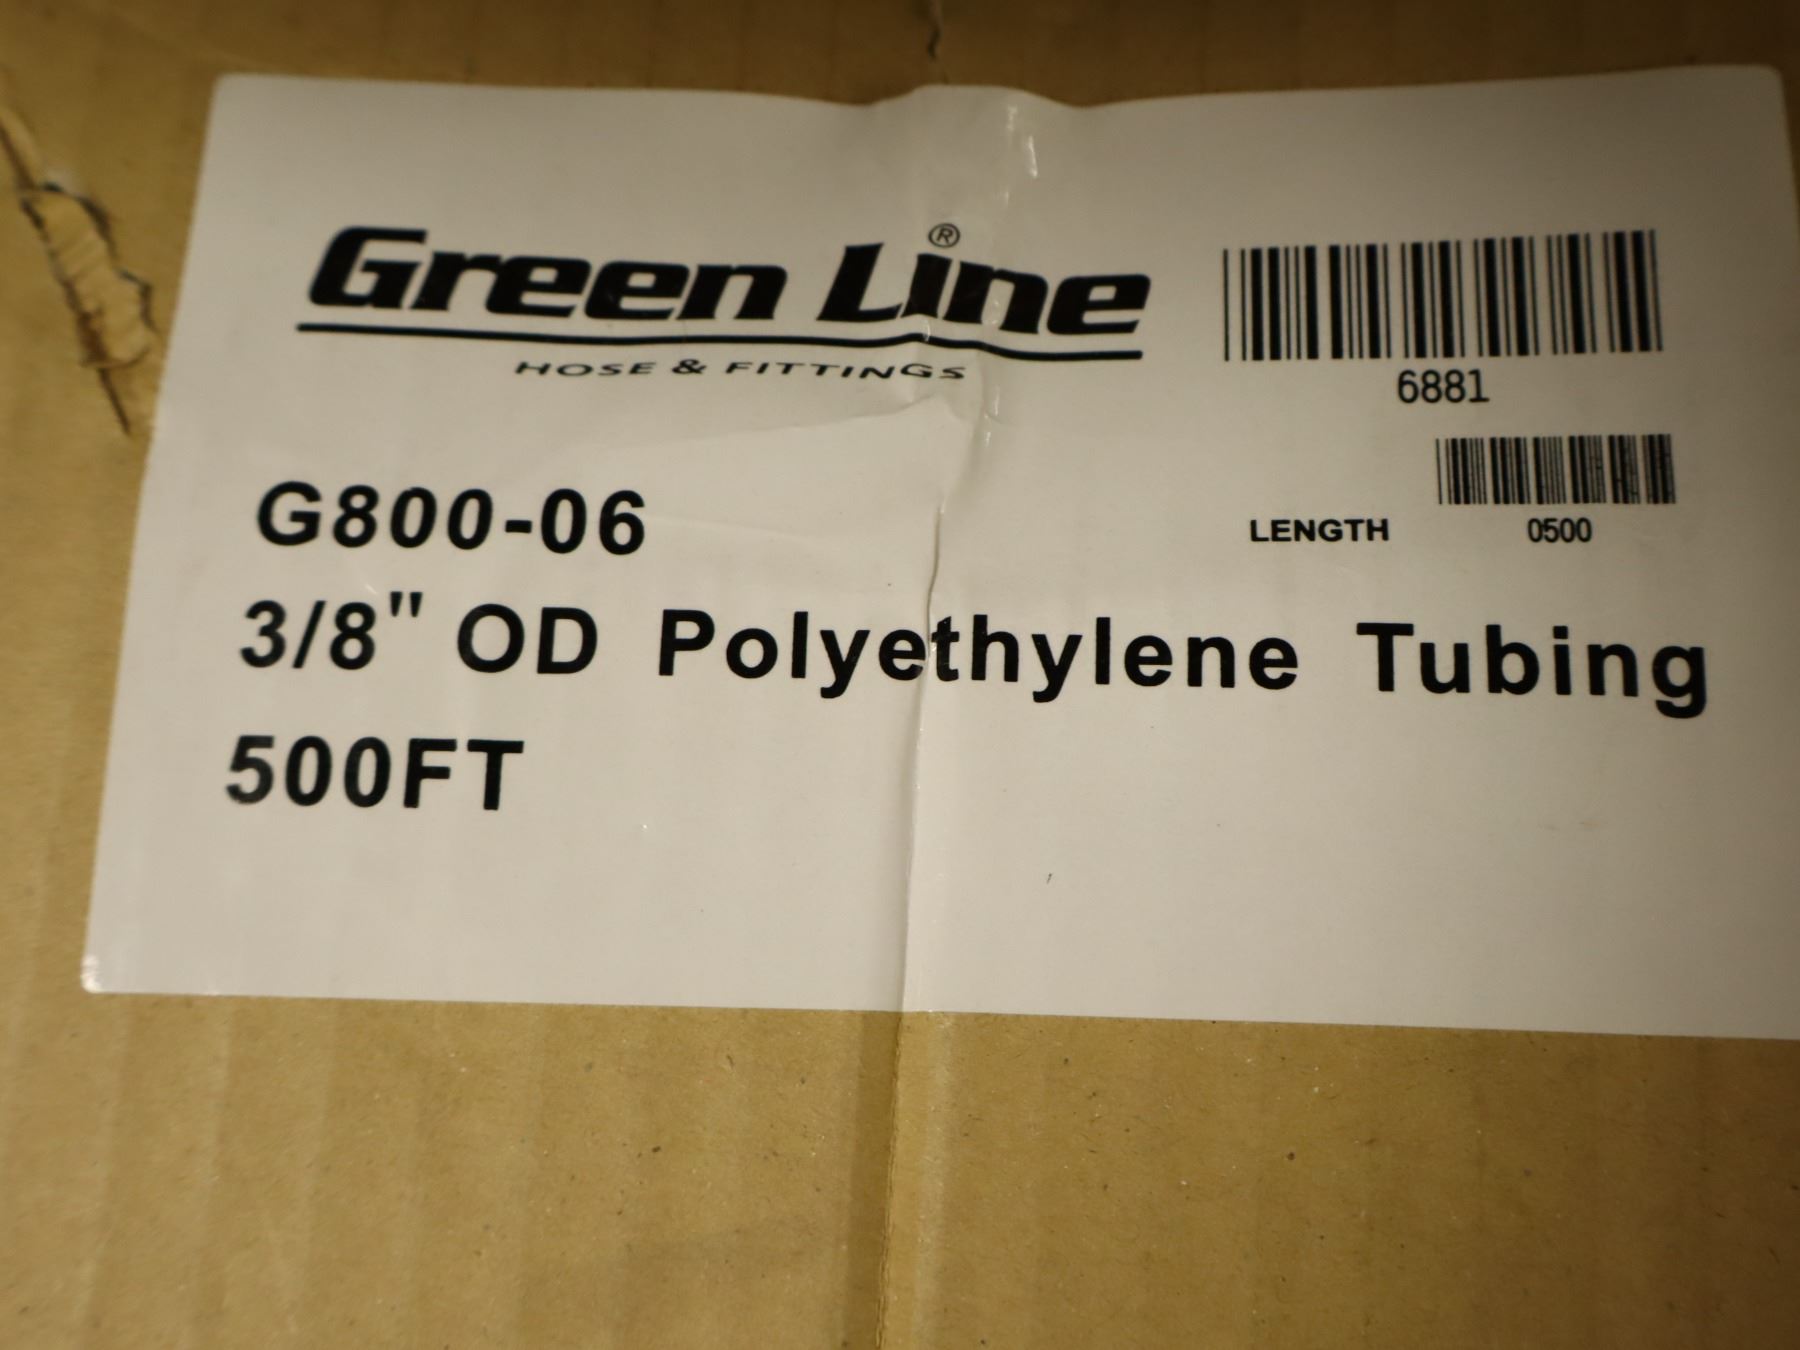 Green Line®
HOSE & FITTINGS
6881
LENGTH 0500
G800-06
3/8" OD Polyethylene Tubing
500FT